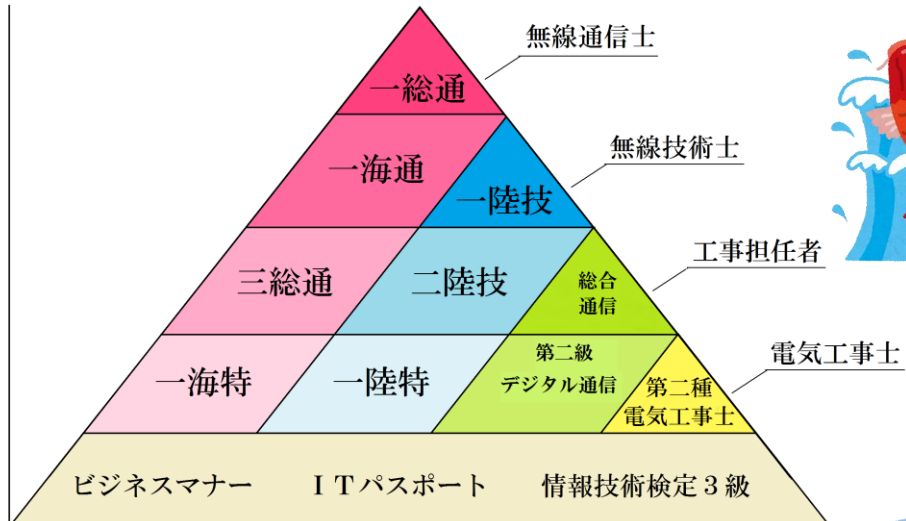 無線通信士
一総通
無線技術士
一海通
一陸技
工事担任者
三総通
二陸技
総合
通信
電気工事士
一海特
一陸特
第二級
デジタル通信
第二種
電気工事士
ビジネスマナー
ITパスポート
情報技術検定3級